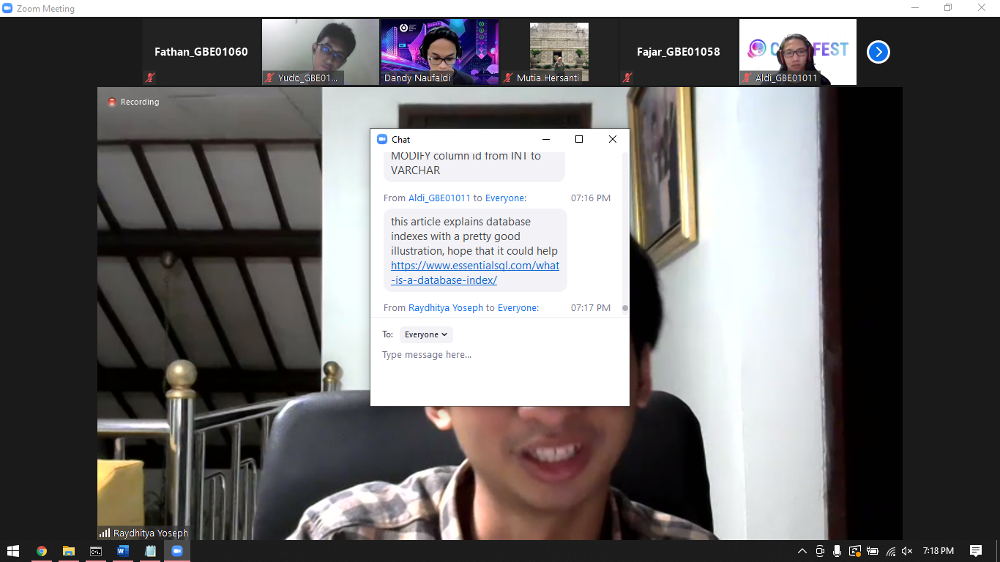 Zoom Meeting
Fathan_GBE01060
Yudo_GBE01...
Dandy Naufaldi
Mutia Hersanti
Fajar_GBE01058
FEST
Aldi_GBE01011
Recording
Chat
MODIFY column id from INT to
VARCHAR
From Aldi_GBE01011 to Everyone:
07:16 PM
this article explains database
indexes with a pretty good
illustration, hope that it could help
https://www.essentialsql.com/what
-is-a-database-index/
From Raydhitya Yoseph to Everyone:
07:17 PM
To:
Everyone
Type message here...
Raydhitya Yoseph
7:18 PM